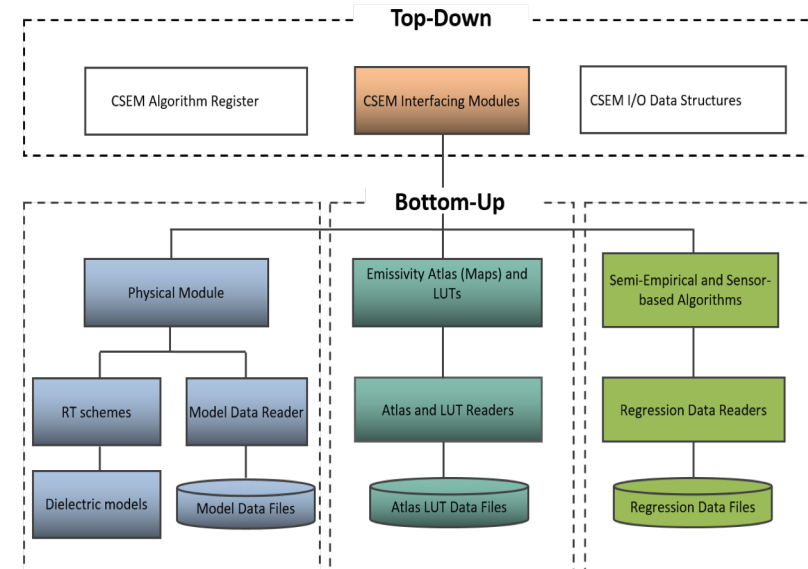 Top-Down
CSEM Algorithm Register
CSEM Interfacing Modules
CSEM I/O Data Structures
Bottom-Up
Physical Module
Emissivity Atlas (Maps) and
LUTs
Semi-Empirical and Sensor-
based Algorithms
RT schemes
Model Data Reader
Atlas and LUT Readers
Regression Data Readers
Dielectric models
Model Data Files
Atlas LUT Data Files
Regression Data Files